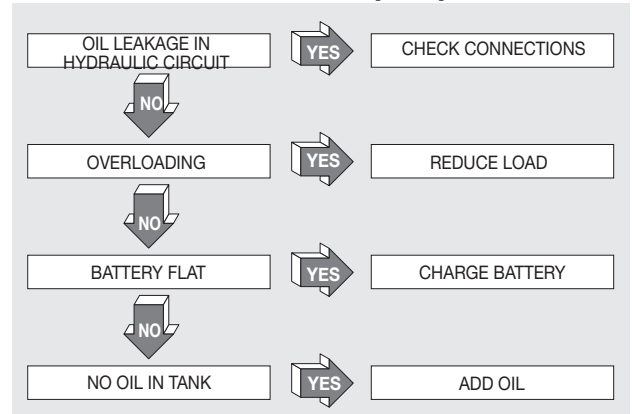 OIL LEAKAGE IN
HYDRAULIC CIRCUIT
YES
CHECK CONNECTIONS
NO
OVERLOADING
YES
REDUCE LOAD
NO
BATTERY FLAT
YES
CHARGE BATTERY
NO
NO OIL IN TANK
YES
ADD OIL